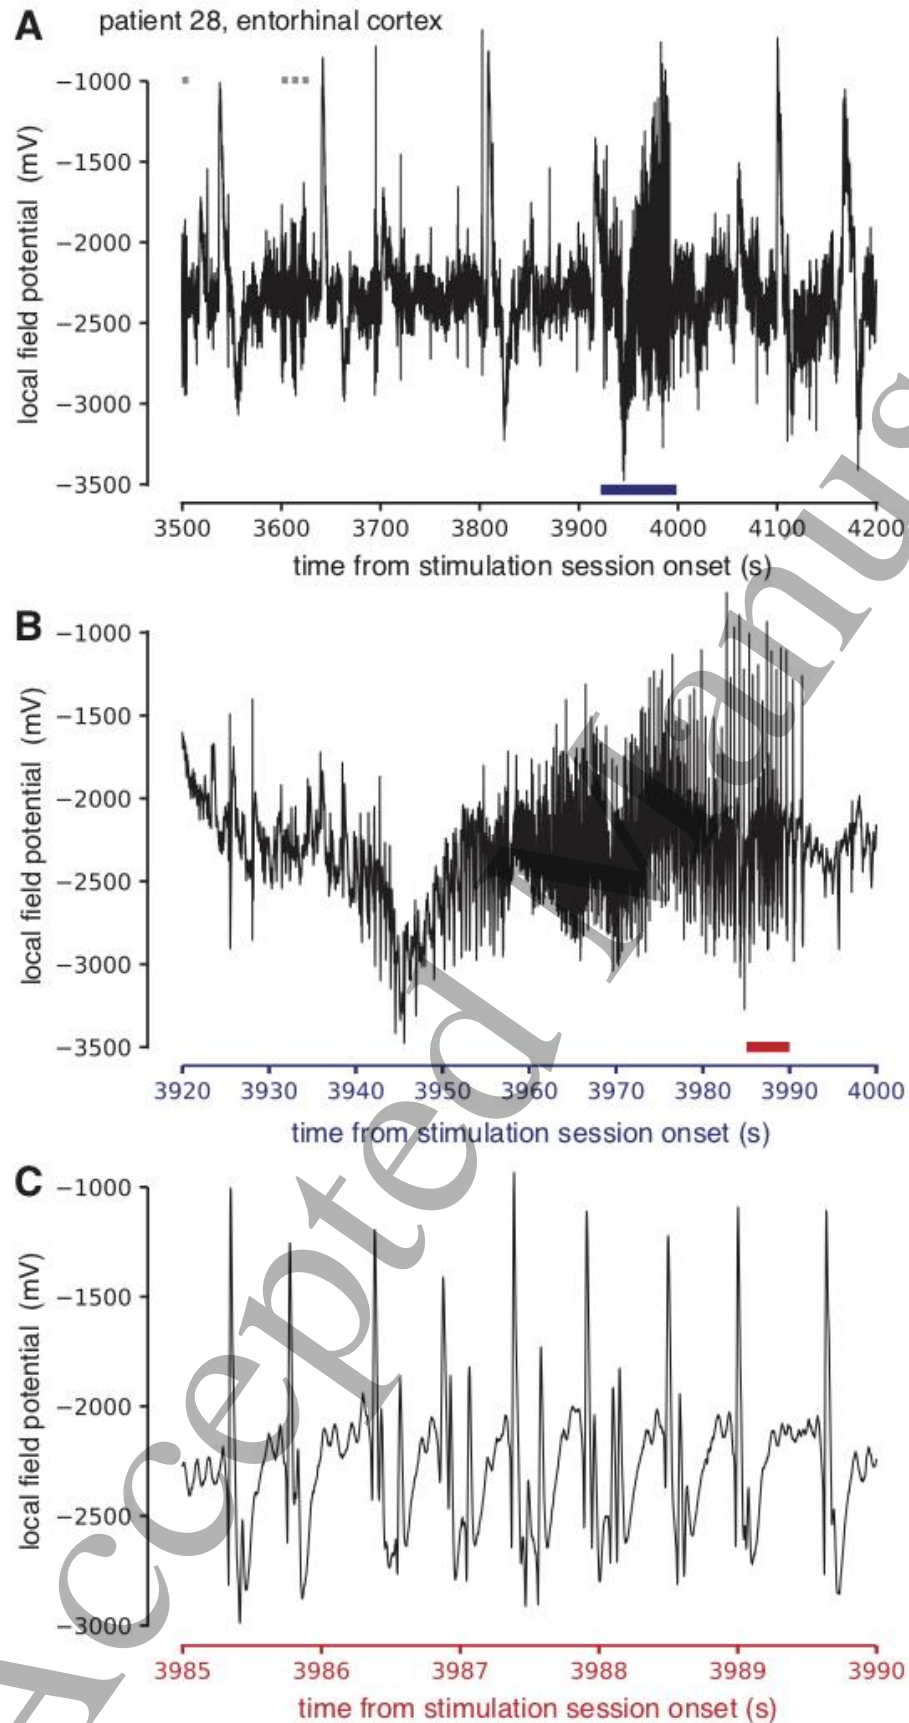 A patient 28, entorhinal cortex
local field potential (mV)
−1000
−1500
−2000
−2500
−3000
−3500
3500 3600 3700 3800 3900 4000 4100 4200
time from stimulation session onset (s)
B
local field potential (mV)
−1000
−1500
−2000
−2500
−3000
−3500
3920 3930 3940 3950 3960 3970 3980 3990 4000
time from stimulation session onset (s)
C
local field potential (mV)
−1000
−1500
−2000
−2500
−3000
3985 3986 3987 3988 3989 3990
time from stimulation session onset (s)
Accepted Manus